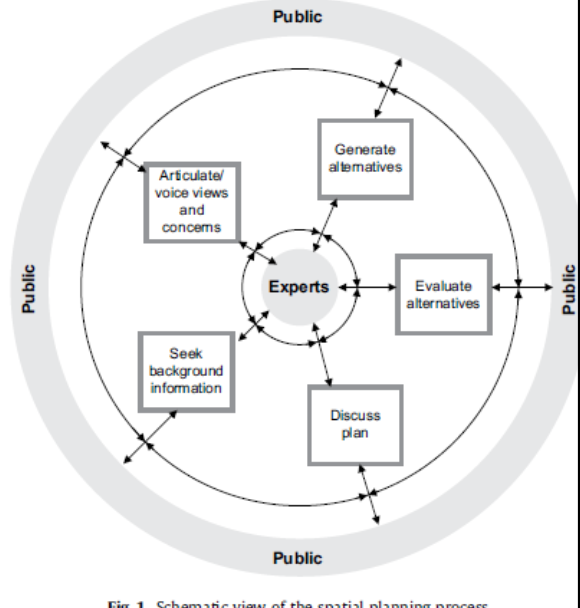 Public
Generate
alternatives
Articulate/
voice views
and
concerns
Public
Experts
Evaluate
alternatives
Public
Seek
background
information
Discuss
plan
Public
Fig. 1. Schematic view of the spatial planning process